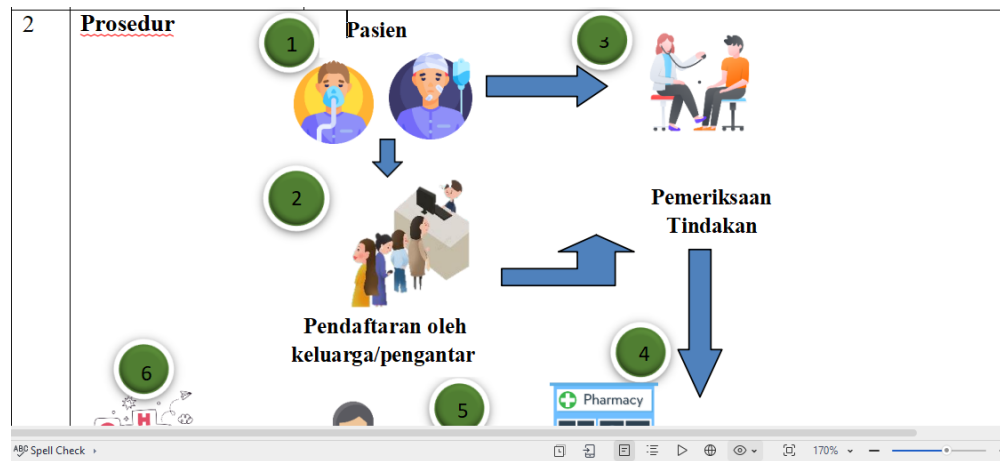 2 Prosedur
1 Pasien 3
2
Pemeriksaan
Tindakan
Pendaftaran oleh
keluarga/pengantar
6
4
5
Pharmacy
H
ABC Spell Check
170%